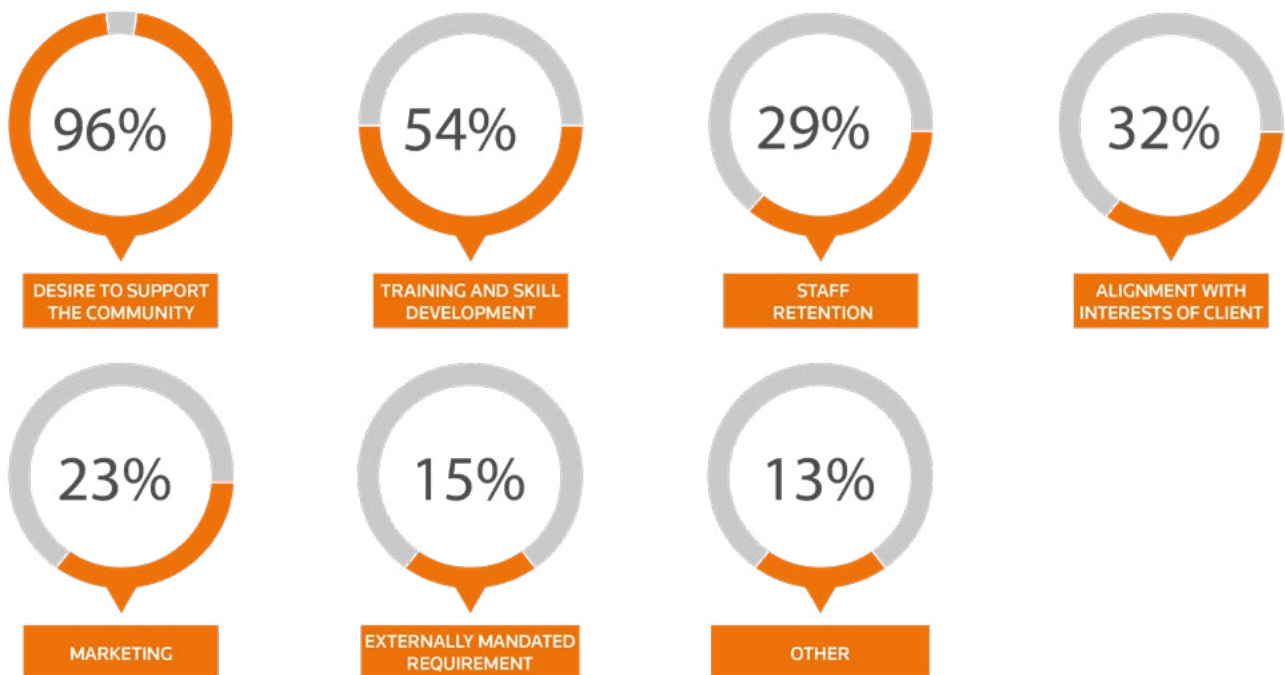 96%
54%
29%
32%
DESIRE TO SUPPORT
THE COMMUNITY
TRAINING AND SKILL
DEVELOPMENT
STAFF
RETENTION
ALIGNMENT WITH
INTERESTS OF CLIENT
23%
15%
13%
MARKETING
EXTERNALLY MANDATED
REQUIREMENT
OTHER